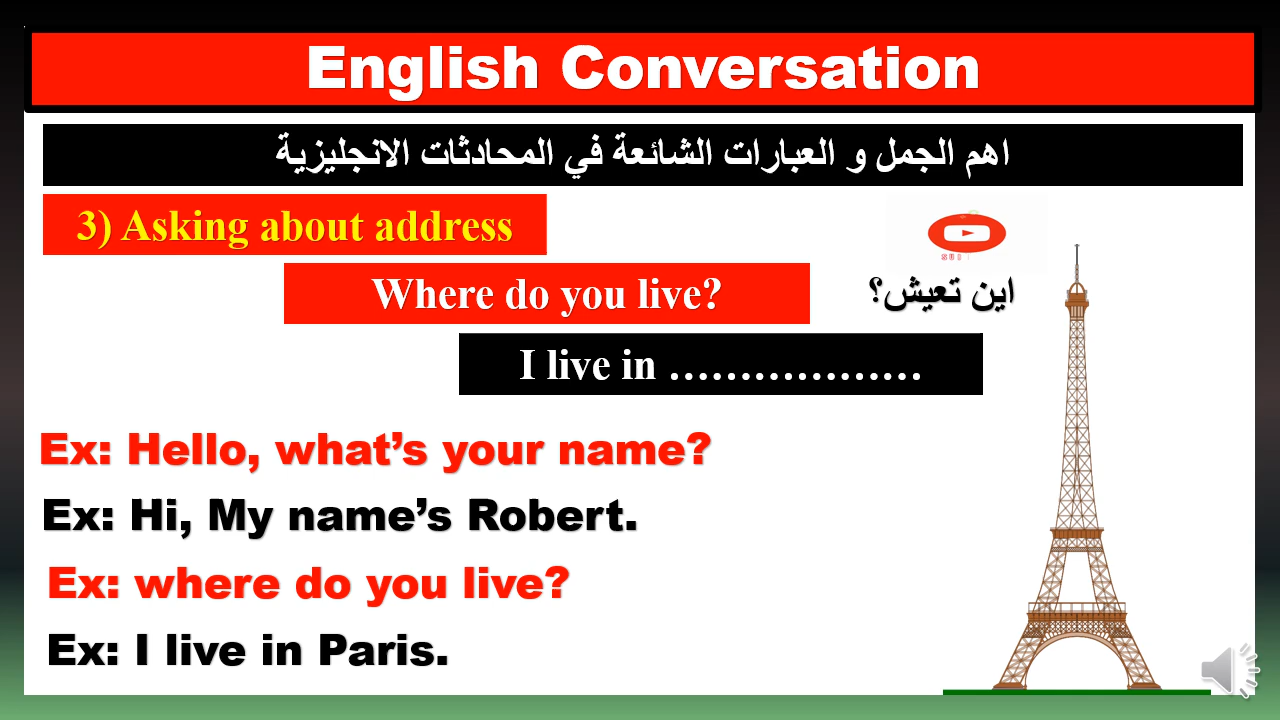 English Conversation
اهم الجمل و العبارات الشائعة في المحادثات الانجليزية
3) Asking about address
Where do you live?
اين تعيش؟
I live in ………………
Ex: Hello, what’s your name?
Ex: Hi, My name’s Robert.
Ex: where do you live?
Ex: I live in Paris.